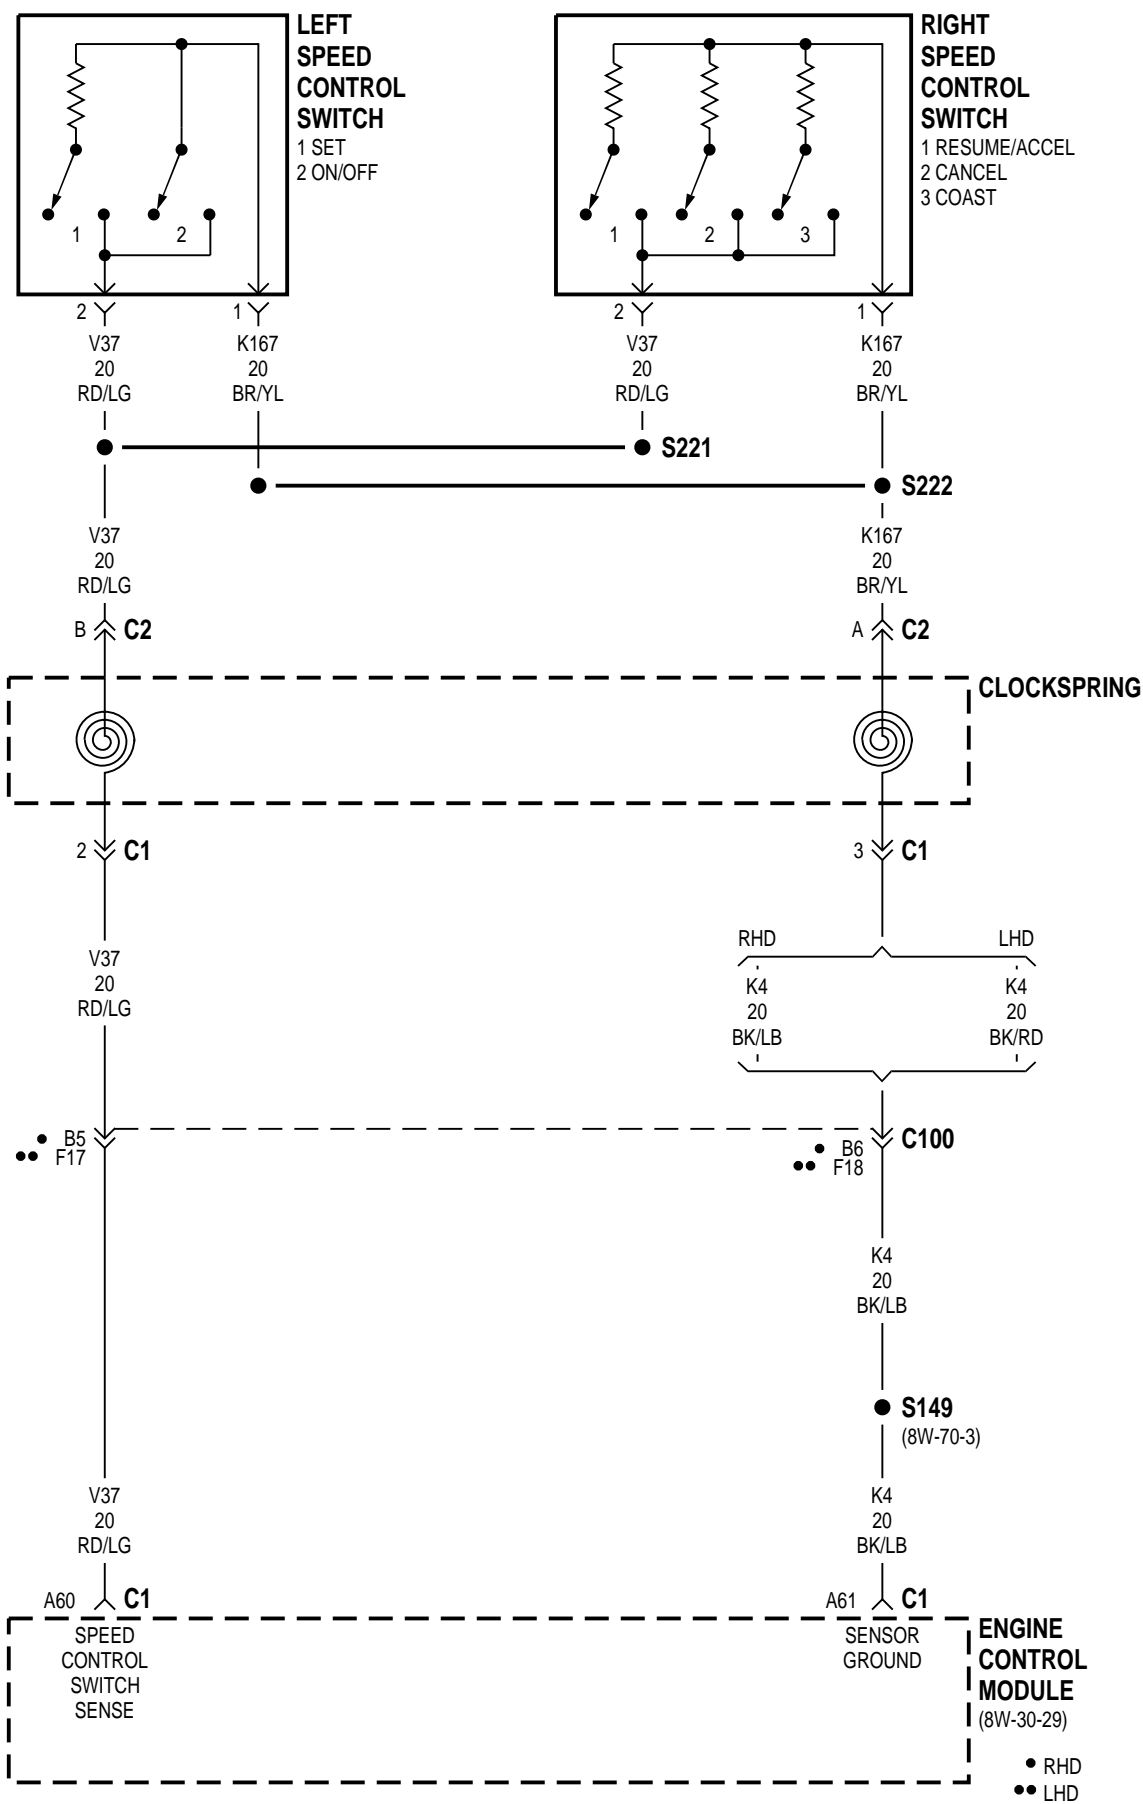 LEFT
SPEED
CONTROL
SWITCH
1 SET
2 ON/OFF
RIGHT
SPEED
CONTROL
SWITCH
1 RESUME/ACCEL
2 CANCEL
3 COAST
1
2
1
2
3
2
1
2
1
V37
20
RD/LG
K167
20
BR/YL
V37
20
RD/LG
K167
20
BR/YL
S221
S222
V37
20
RD/LG
K167
20
BR/YL
B
C2
A
C2
CLOCKSPRING
2
C1
3
C1
RHD
LHD
V37
20
RD/LG
K4
20
BK/LB
K4
20
BK/RD
• B5
•• F17
• B6
•• F18
C100
K4
20
BK/LB
S149
(8W-70-3)
V37
20
RD/LG
K4
20
BK/LB
A60
C1
A61
C1
SPEED
CONTROL
SWITCH
SENSE
SENSOR
GROUND
ENGINE
CONTROL
MODULE
(8W-30-29)
• RHD
•• LHD